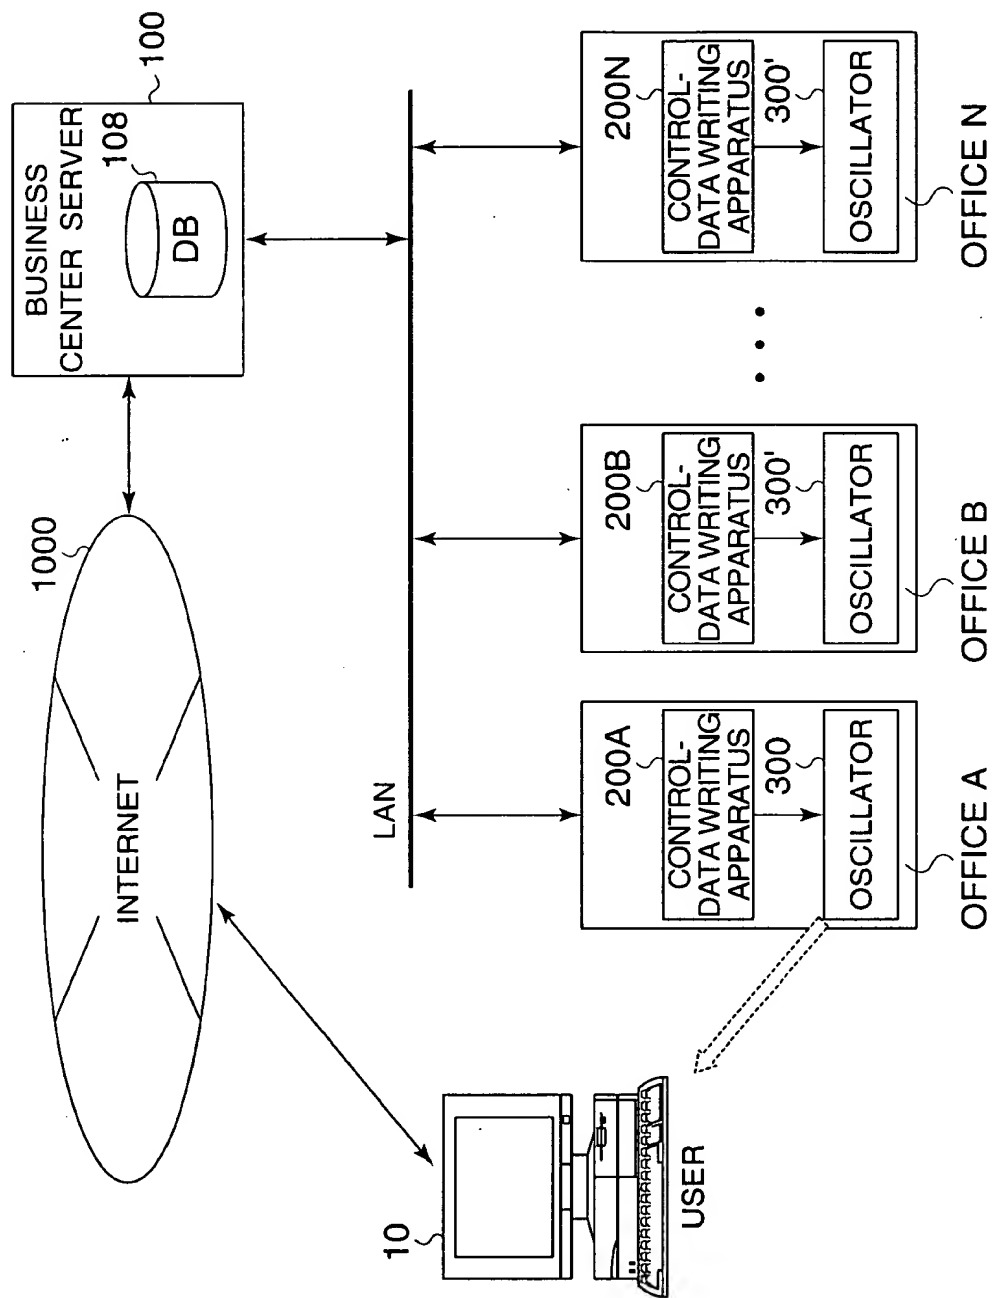 BUSINESS
CENTER SERVER
100
108
DB
1000
INTERNET
LAN
10
USER
200A
CONTROL-
DATA WRITING
APPARATUS
300
OSCILLATOR
OFFICE A
200B
CONTROL-
DATA WRITING
APPARATUS
300'
OSCILLATOR
OFFICE B
200N
CONTROL-
DATA WRITING
APPARATUS
300'
OSCILLATOR
OFFICE N